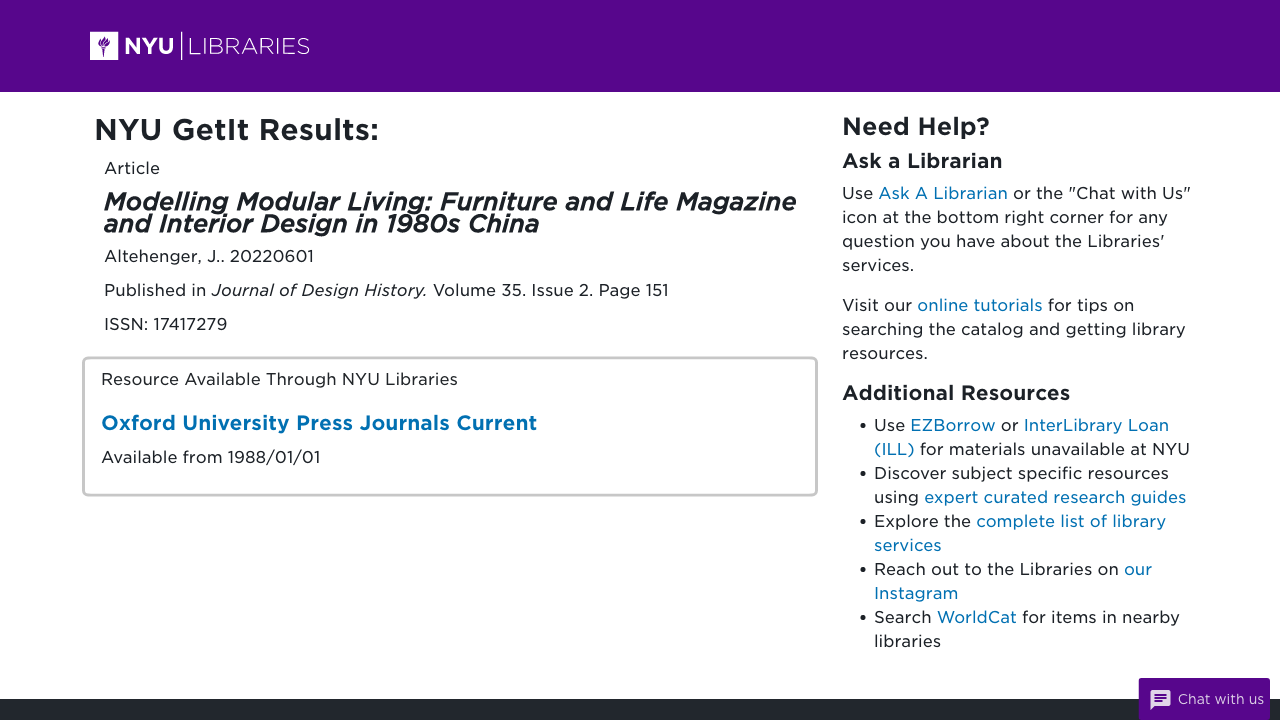 NYU LIBRARIES
NYU GetIt Results:
Article
Modelling Modular Living: Furniture and Life Magazine
and Interior Design in 1980s China
Altehenger, J.. 20220601
Published in Journal of Design History. Volume 35. Issue 2. Page 151
ISSN: 17417279
Resource Available Through NYU Libraries
Oxford University Press Journals Current
Available from 1988/01/01
Need Help?
Ask a Librarian
Use Ask A Librarian or the "Chat with Us"
icon at the bottom right corner for any
question you have about the Libraries'
services.
Visit our online tutorials for tips on
searching the catalog and getting library
resources.
Additional Resources
• Use EZBorrow or InterLibrary Loan
(ILL) for materials unavailable at NYU
• Discover subject specific resources
using expert curated research guides
• Explore the complete list of library
services
• Reach out to the Libraries on our
Instagram
• Search WorldCat for items in nearby
libraries
Chat with us